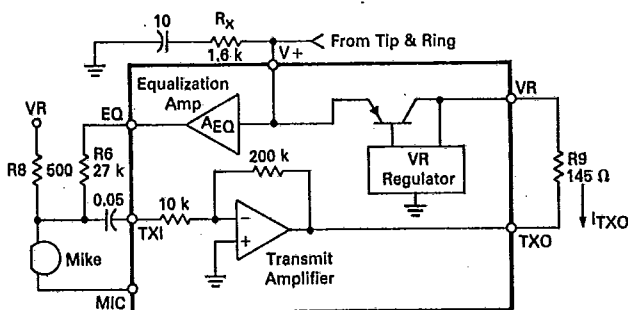 10
RX
1.6 k
V+
From Tip & Ring
Equalization
Amp
VR
EQ
AEQ
VR
R8
500
R6
27 k
0.05
200 k
VR
Regulator
R9
145 Ω
ITXO
10 k
TXI
−
+
Transmit
Amplifier
TXO
Mike
MIC